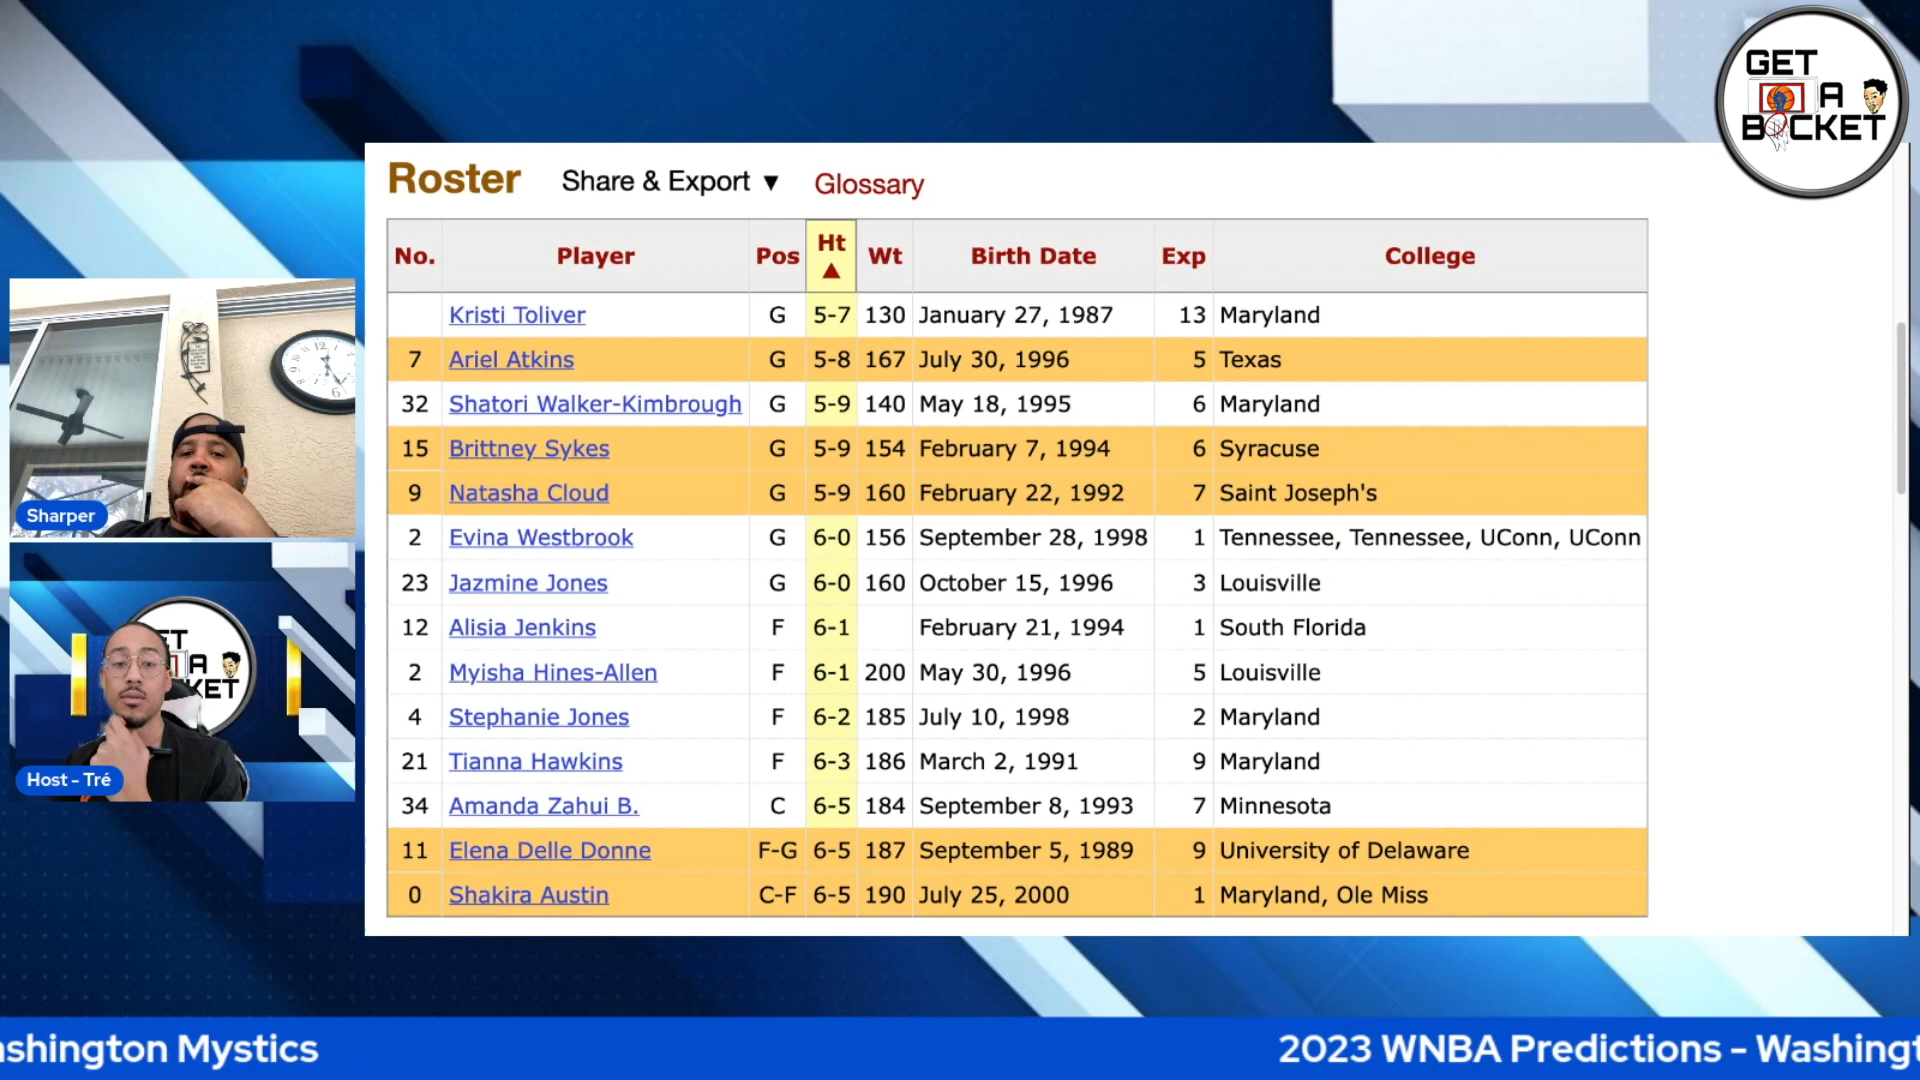 GET
A
BUCKET
Roster Share & Export ▼ Glossary
No. Player Pos Ht ▲ Wt Birth Date Exp College
Kristi Toliver G 5-7 130 January 27, 1987 13 Maryland
7 Ariel Atkins G 5-8 167 July 30, 1996 5 Texas
32 Shatori Walker-Kimbrough G 5-9 140 May 18, 1995 6 Maryland
15 Brittney Sykes G 5-9 154 February 7, 1994 6 Syracuse
9 Natasha Cloud G 5-9 160 February 22, 1992 7 Saint Joseph's
2 Evina Westbrook G 6-0 156 September 28, 1998 1 Tennessee, Tennessee, UConn, UConn
23 Jazmine Jones G 6-0 160 October 15, 1996 3 Louisville
12 Alisia Jenkins F 6-1 February 21, 1994 1 South Florida
2 Myisha Hines-Allen F 6-1 200 May 30, 1996 5 Louisville
4 Stephanie Jones F 6-2 185 July 10, 1998 2 Maryland
21 Tianna Hawkins F 6-3 186 March 2, 1991 9 Maryland
34 Amanda Zahui B. C 6-5 184 September 8, 1993 7 Minnesota
11 Elena Delle Donne F-G 6-5 187 September 5, 1989 9 University of Delaware
0 Shakira Austin C-F 6-5 190 July 25, 2000 1 Maryland, Ole Miss
12
6
Sharper
ET
A
KET
Host - Tré
ashington Mystics 2023 WNBA Predictions - Washingt